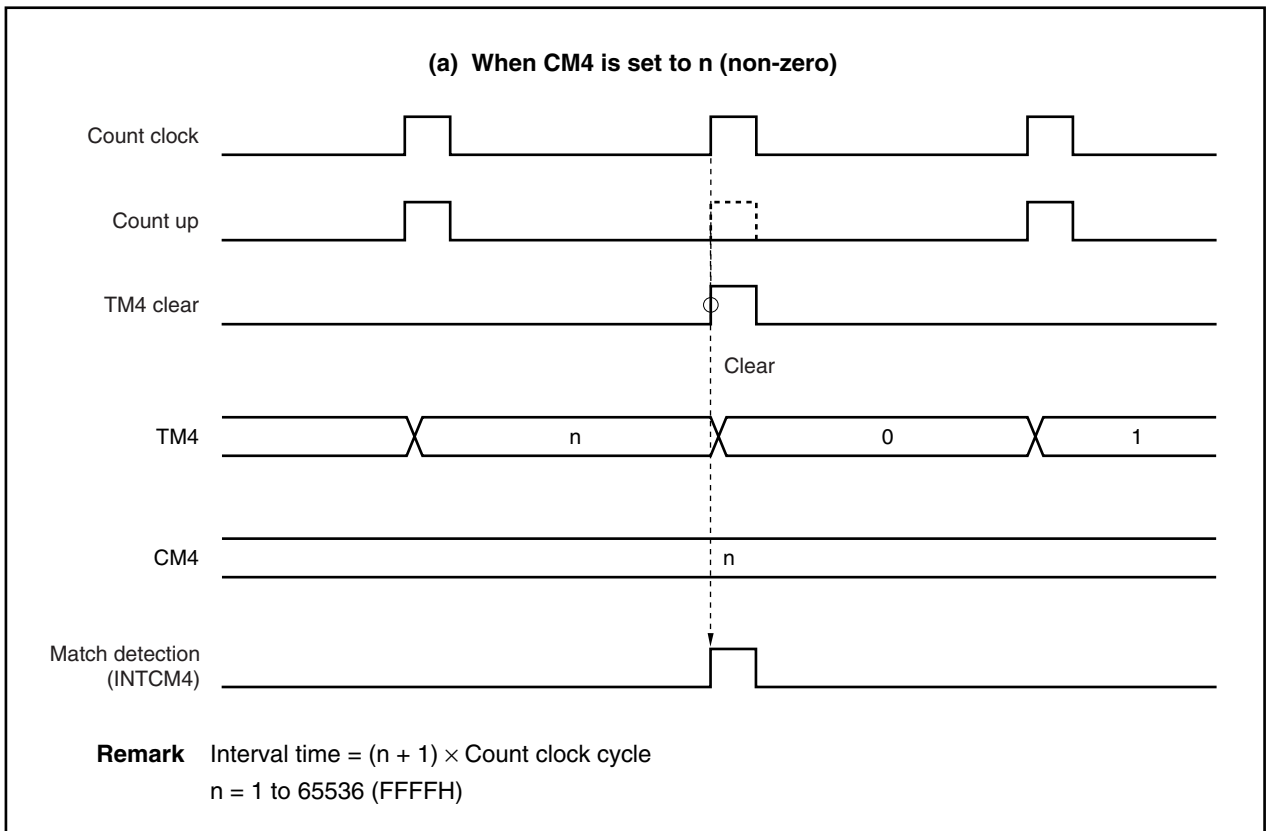 (a) When CM4 is set to n (non-zero)
Count clock
Count up
TM4 clear
Clear
TM4
n
0
1
CM4
n
Match detection
(INTCM4)
Remark Interval time = (n + 1) × Count clock cycle
n = 1 to 65536 (FFFFH)